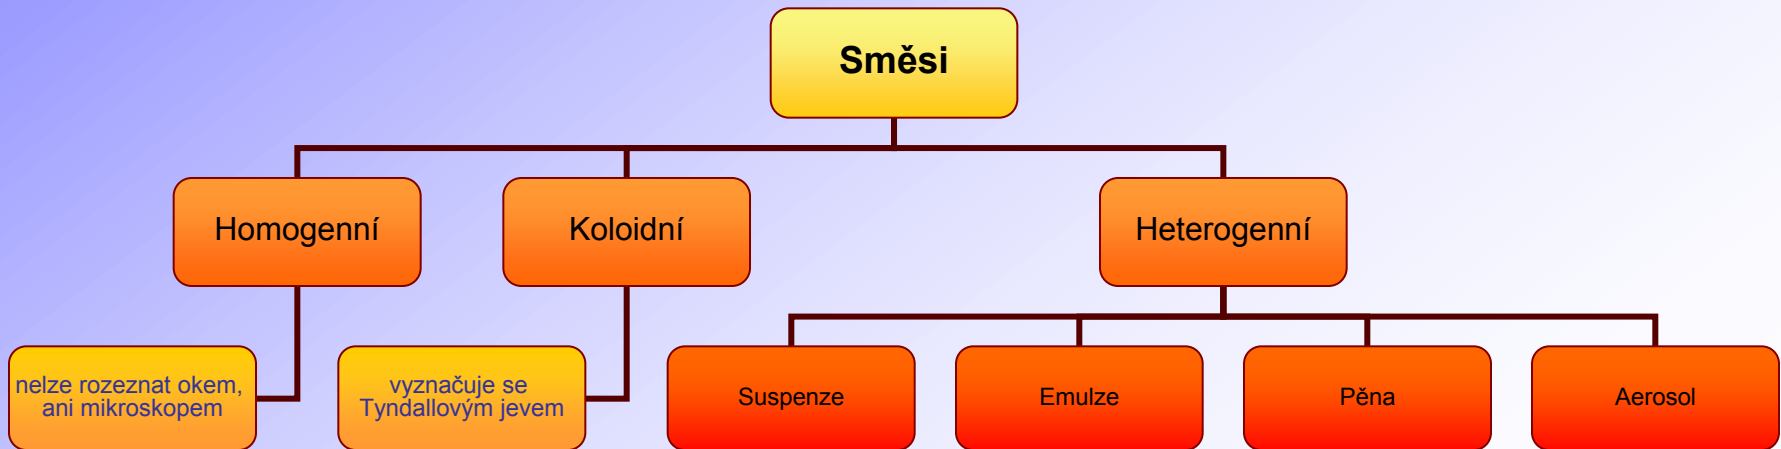 Směsi
Homogenní
Koloidní
Heterogenní
nelze rozeznat okem,
ani mikroskopem
vyznačuje se
Tyndallovým jevem
Suspenze
Emulze
Pěna
Aerosol